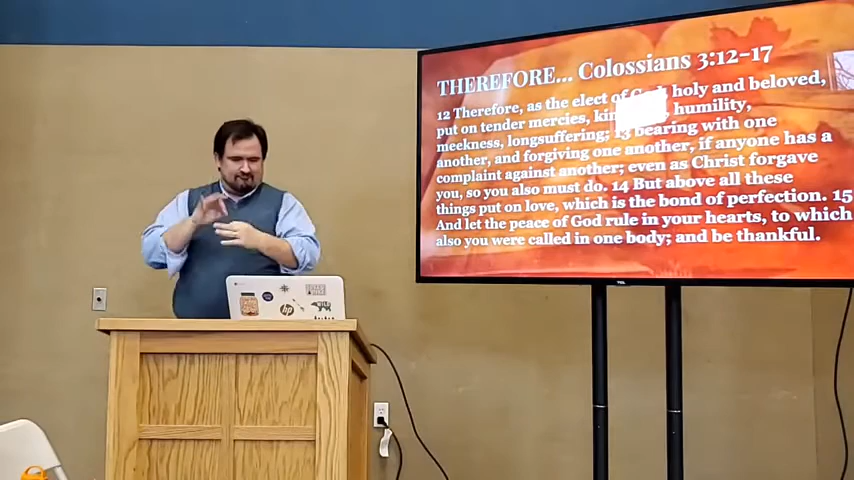 THEREFORE... Colossians 3:12-17
12 Therefore, as the elect of God, holy, and beloved,
put on tender mercies, kin humility,
meekness, longsuffering; 13 bearing with one
another, and forgiving one another, if anyone has a
complaint against another; even as Christ forgave
you, so you also must do. 14 But above all these
things put on love, which is the bond of perfection. 15
And let the peace of God rule in your hearts, to which
also you were called in one body; and be thankful.
hp
TCL